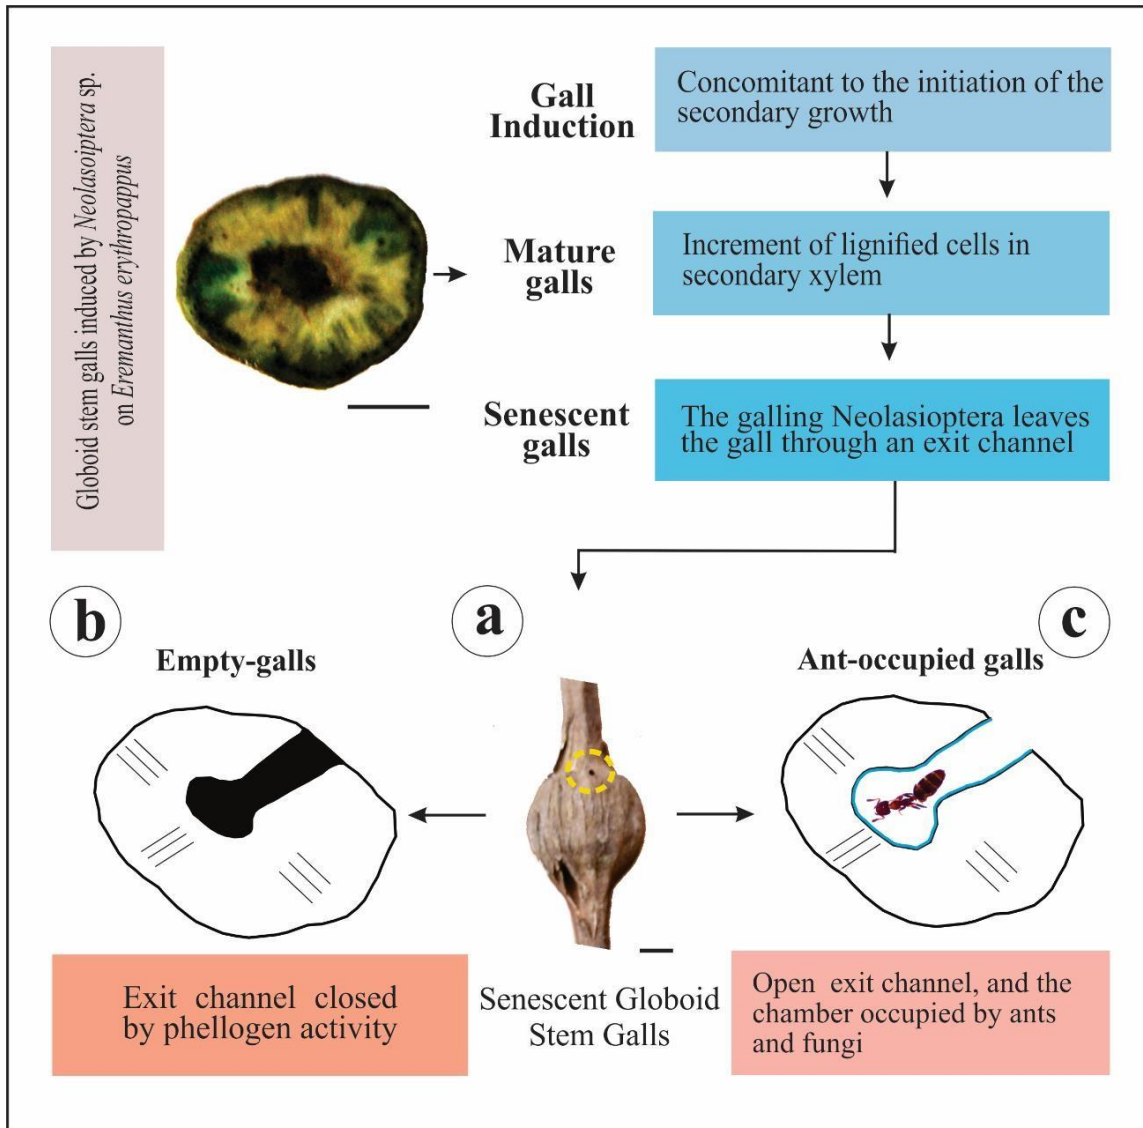 Globoid stem galls induced by Neolasoiptera sp.
on Eremanthus erythropappus
Gall
Induction
Concomitant to the initiation of the
secondary growth
Mature
galls
Increment of lignified cells in
secondary xylem
Senescent
galls
The galling Neolasioptera leaves
the gall through an exit channel
b
Empty-galls
a
c
Ant-occupied galls
Exit channel closed
by phellogen activity
Senescent Globoid
Stem Galls
Open exit channel, and the
chamber occupied by ants
and fungi